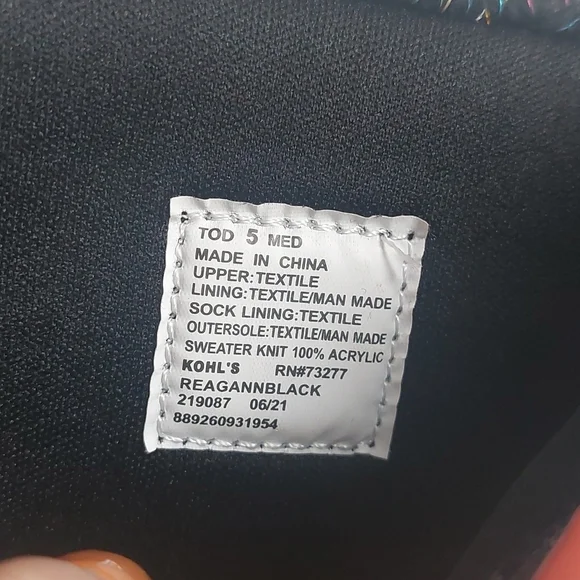 TOD 5 MED
MADE IN CHINA
UPPER:TEXTILE
LINING:TEXTILE/MAN MADE
SOCK LINING:TEXTILE
OUTERSOLE:TEXTILE/MAN MADE
SWEATER KNIT 100% ACRYLIC
KOHL'S RN#73277
REAGANNBLACK
219087 06/21
889260931954